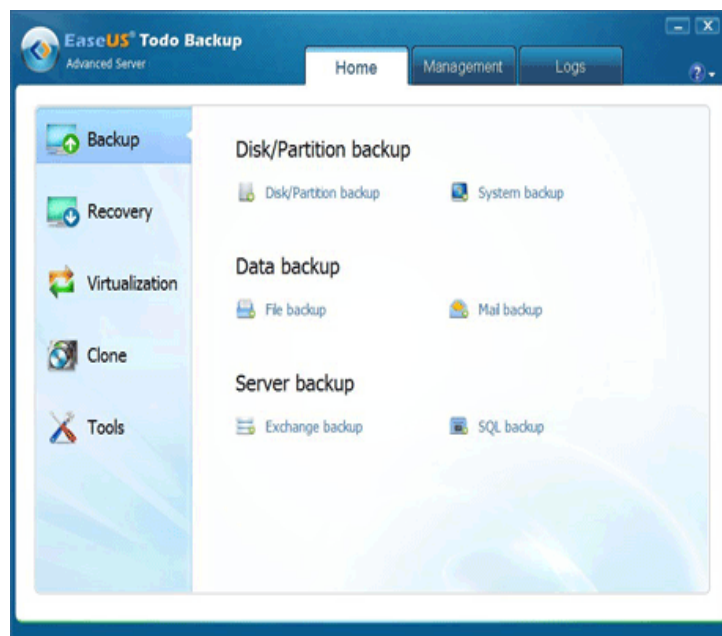 EaseUS® Todo Backup
Advanced Server
Home
Management
Logs
?
Backup
Recovery
Virtualization
Clone
Tools
Disk/Partition backup
Disk/Partition backup
System backup
Data backup
File backup
Mail backup
Server backup
Exchange backup
SQL backup